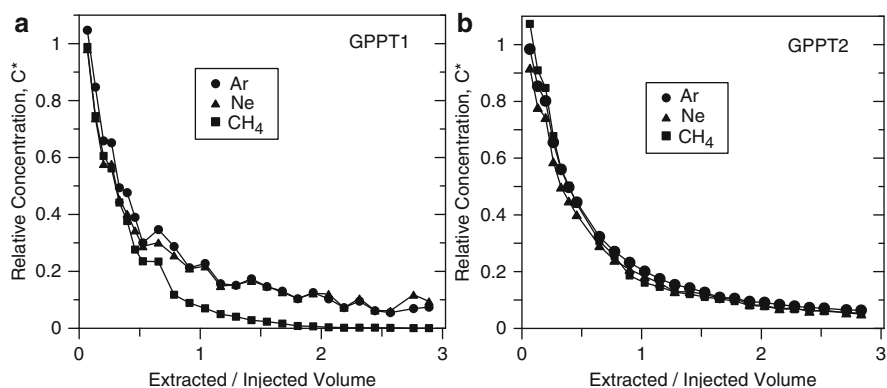 a
GPPT1
Relative Concentration, C*
1
0.8
0.6
0.4
0.2
0
Ar
Ne
CH₄
0
1
2
3
Extracted / Injected Volume
b
GPPT2
Relative Concentration, C*
1
0.8
0.6
0.4
0.2
0
Ar
Ne
CH₄
0
1
2
3
Extracted / Injected Volume